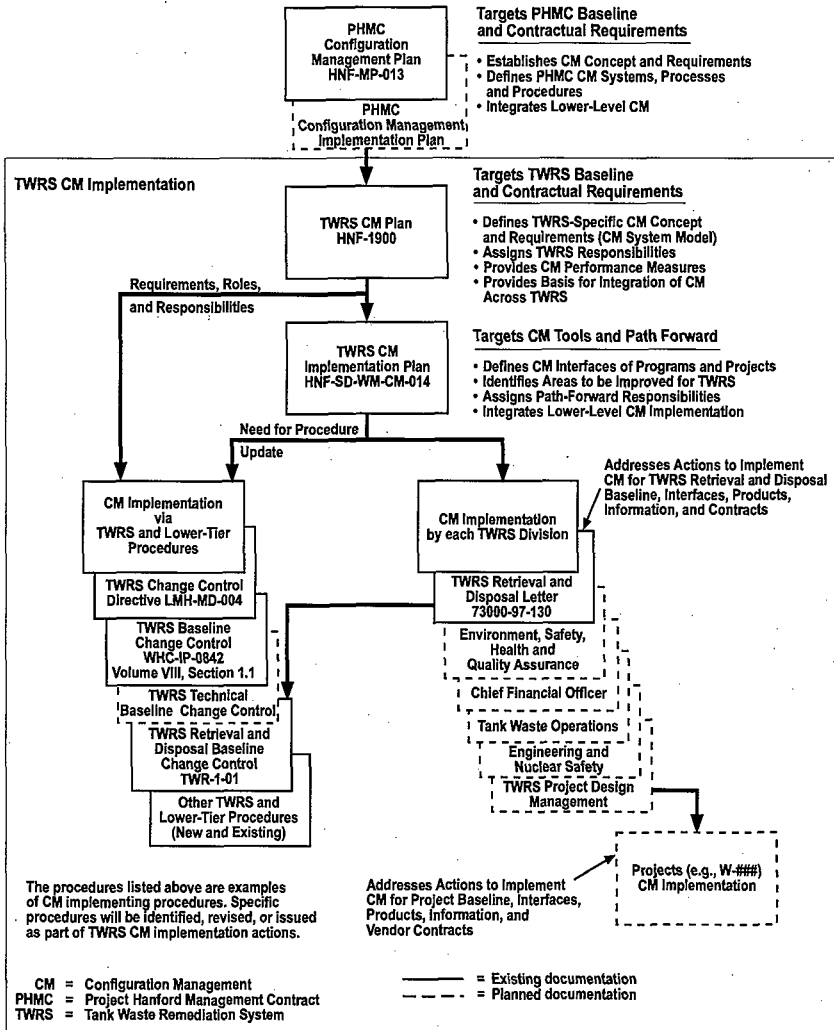 PHMC
Configuration
Management Plan
HNF-MP-013
PHMC
Configuration Management
Implementation Plan
Targets PHMC Baseline
and Contractual Requirements
• Establishes CM Concept and Requirements
• Defines PHMC CM Systems, Processes
and Procedures
• Integrates Lower-Level CM
TWRS CM Implementation
TWRS CM Plan
HNF-1900
Targets TWRS Baseline
and Contractual Requirements
• Defines TWRS-Specific CM Concept
and Requirements (CM System Model)
• Assigns TWRS Responsibilities
• Provides CM Performance Measures
• Provides Basis for Integration of CM
Across TWRS
Requirements, Roles,
and Responsibilities
TWRS CM
Implementation Plan
HNF-SD-WM-CM-014
Targets CM Tools and Path Forward
• Defines CM Interfaces of Programs and Projects
• Identifies Areas to be Improved for TWRS
• Assigns Path-Forward Responsibilities
• Integrates Lower-Level CM Implementation
Need for Procedure
Update
CM Implementation
via
TWRS and Lower-Tier
Procedures
TWRS Change Control
Directive LMH-MD-004
TWRS Baseline
Change Control
WHC-IP-0842
Volume VIII, Section 1.1
TWRS Technical
Baseline Change Control
TWRS Retrieval and
Disposal Baseline
Change Control
TWR-1-01
Other TWRS and
Lower-Tier Procedures
(New and Existing)
CM Implementation
by each TWRS Division
TWRS Retrieval and
Disposal Letter
73000-97-130
Environment, Safety,
Health and
Quality Assurance
Chief Financial Officer
Tank Waste Operations
Engineering and
Nuclear Safety
TWRS Project Design
Management
Addresses Actions to Implement
CM for TWRS Retrieval and Disposal
Baseline, Interfaces, Products,
Information, and Contracts
Projects (e.g., W-###)
CM Implementation
Addresses Actions to Implement
CM for Project Baseline, Interfaces,
Products, Information, and
Vendor Contracts
The procedures listed above are examples
of CM implementing procedures. Specific
procedures will be identified, revised, or issued
as part of TWRS CM implementation actions.
CM = Configuration Management
PHMC = Project Hanford Management Contract
TWRS = Tank Waste Remediation System
= Existing documentation
= Planned documentation